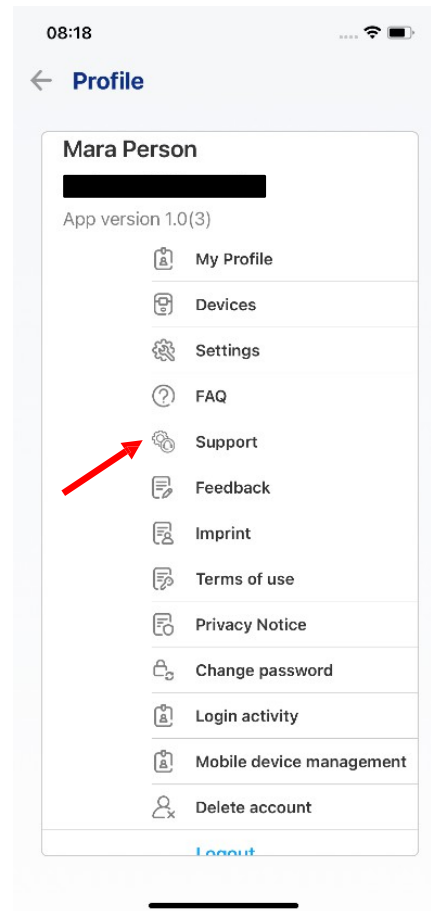 08:18
Profile
Mara Person
App version 1.0(3)
My Profile
Devices
Settings
FAQ
Support
Feedback
Imprint
Terms of use
Privacy Notice
Change password
Login activity
Mobile device management
Delete account
Logout